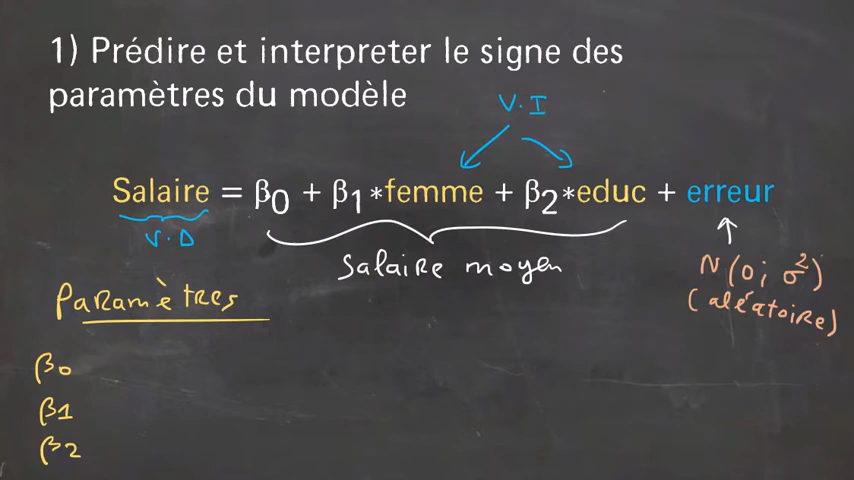 1) Prédire et interpreter le signe des
paramètres du modèle
V.I
Salaire = β0 + β1*femme + β2*educ + erreur
V.D
Salaire moyen
N(0; σ²)
(aléatoire)
Paramètres
β0
β1
β2